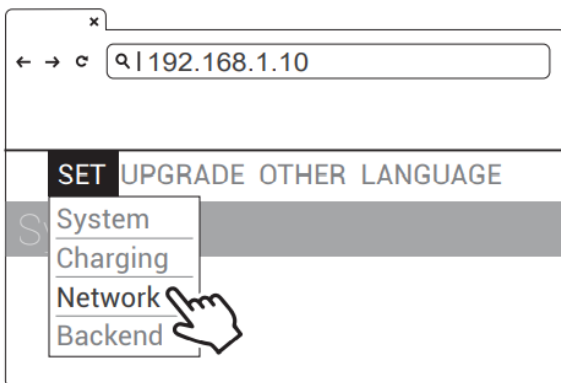 192.168.1.10
SET UPGRADE OTHER LANGUAGE
System
Charging
Network
Backend